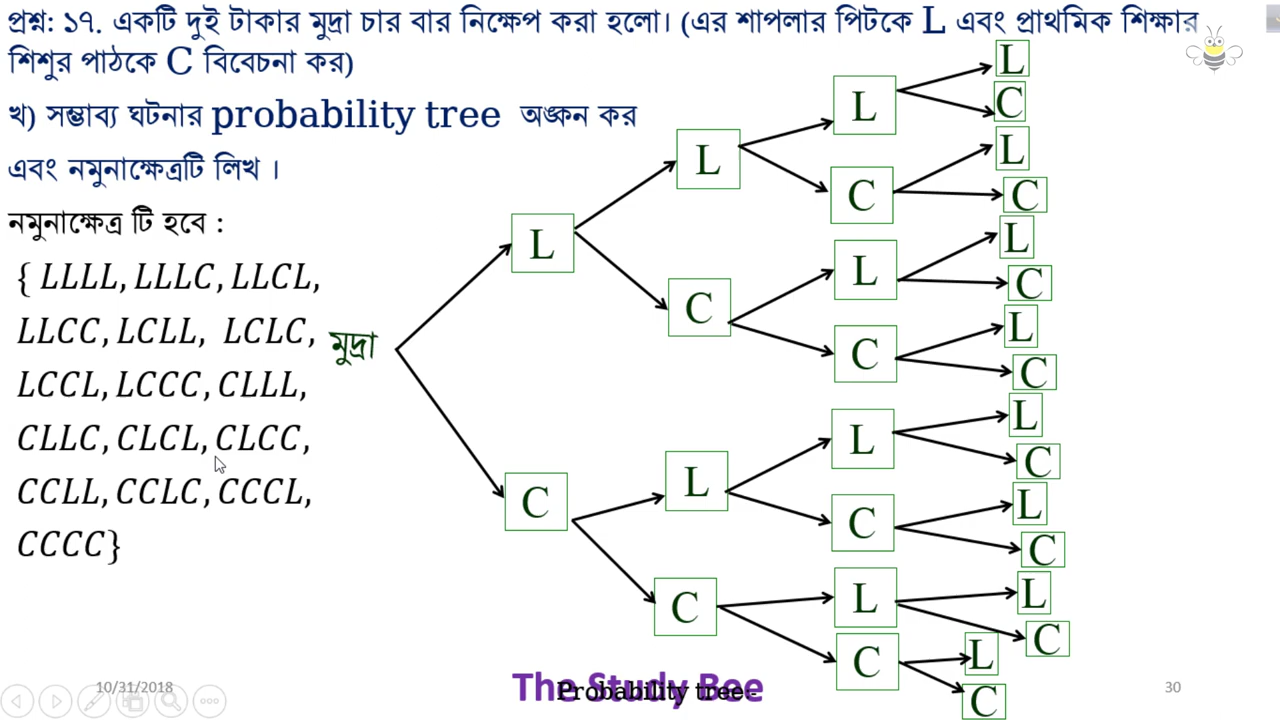 প্রশ্ন: ১৭. একটি দুই টাকার মুদ্রা চার বার নিক্ষেপ করা হলো। (এর শাপলার পিটকে L এবং প্রাথমিক শিক্ষার
শিশুর পাঠকে C বিবেচনা কর)
খ) সম্ভাব্য ঘটনার probability tree অঙ্কন কর
এবং নমুনাক্ষেত্রটি লিখ ।
নমুনাক্ষেত্র টি হবে :
{ LLLL, LLLC, LLCL,
LLCC, LCLL, LCLC,
LCCL, LCCC, CLLL,
CLLC, CLCL, CLCC,
CCLL, CCLC, CCCL,
CCCC}
মুদ্রা
L
C
L
C
L
C
L
C
L
C
L
C
L
C
L
C
L
C
L
C
L
C
L
C
L
C
L
C
L
C
The Study Bee
Probability tree--
10/31/2018
30